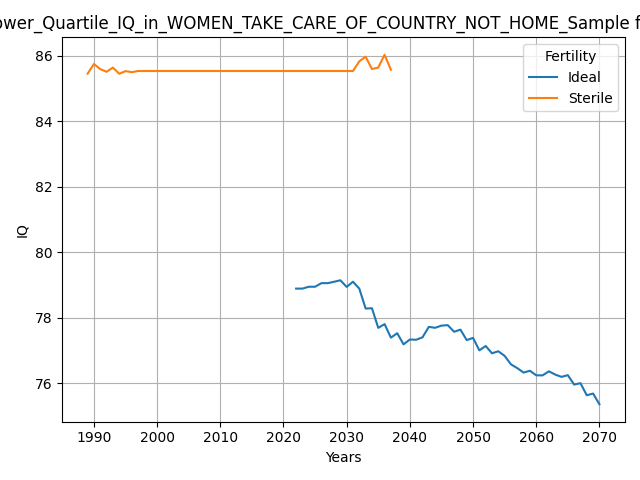 ower_Quartile_IQ_in_WOMEN_TAKE_CARE_OF_COUNTRY_NOT_HOME_Sample f
Fertility
Ideal
Sterile
IQ
86
84
82
80
78
76
1990 2000 2010 2020 2030 2040 2050 2060 2070
Years